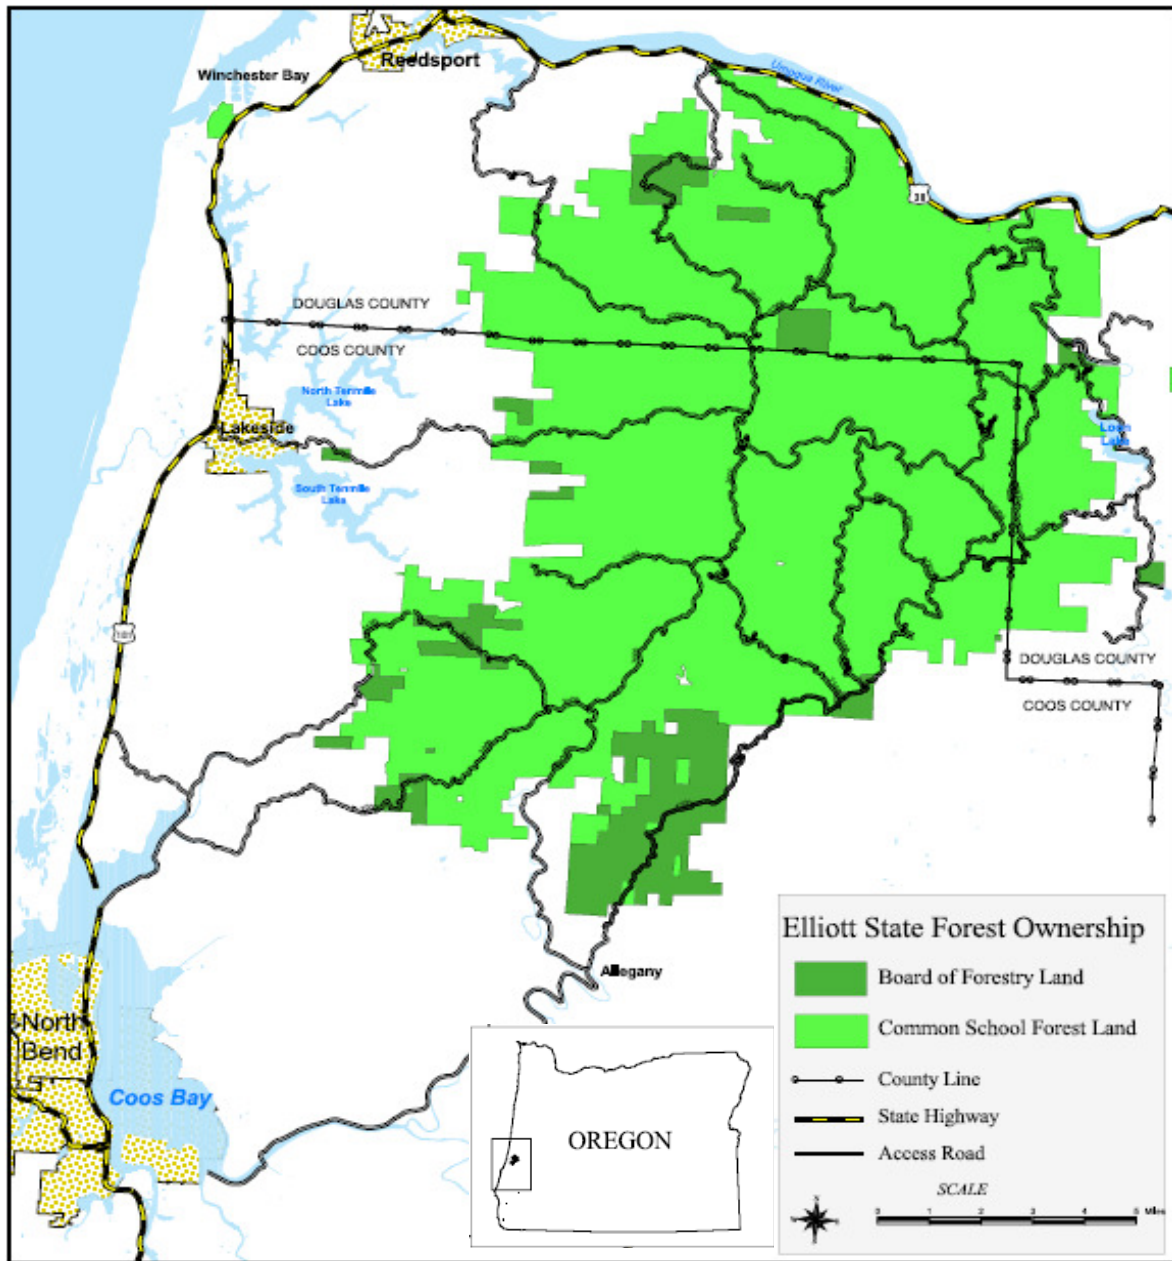 Reedsport
Winchester Bay
Umpqua River
38
DOUGLAS COUNTY
COOS COUNTY
North Tenmile
Lake
Lakeside
South Tenmile
Lake
Loon
Lake
101
DOUGLAS COUNTY
COOS COUNTY
Allegany
North
Bend
Coos Bay
OREGON
Elliott State Forest Ownership
Board of Forestry Land
Common School Forest Land
County Line
State Highway
Access Road
SCALE
0 1 2 3 4 5 Miles